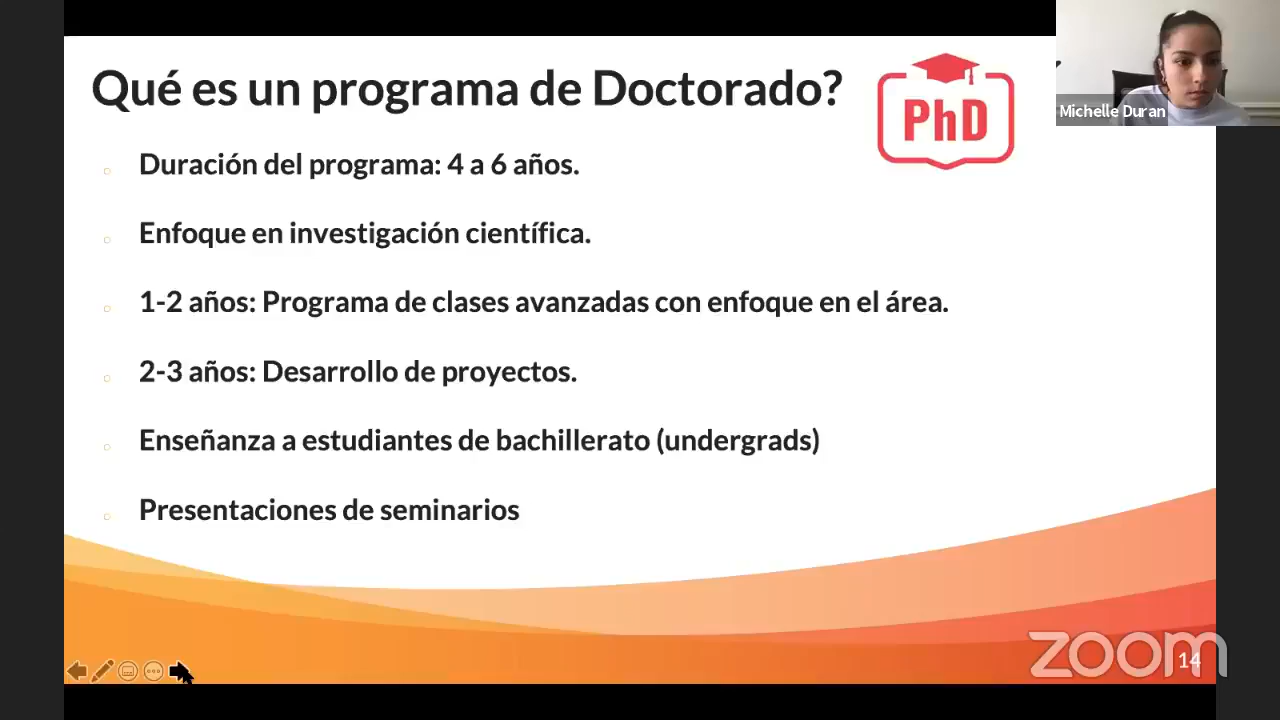 Qué es un programa de Doctorado?
PhD
Michelle Duran
Duración del programa: 4 a 6 años.
Enfoque en investigación científica.
1-2 años: Programa de clases avanzadas con enfoque en el área.
2-3 años: Desarrollo de proyectos.
Enseñanza a estudiantes de bachillerato (undergrads)
Presentaciones de seminarios
zoom
14